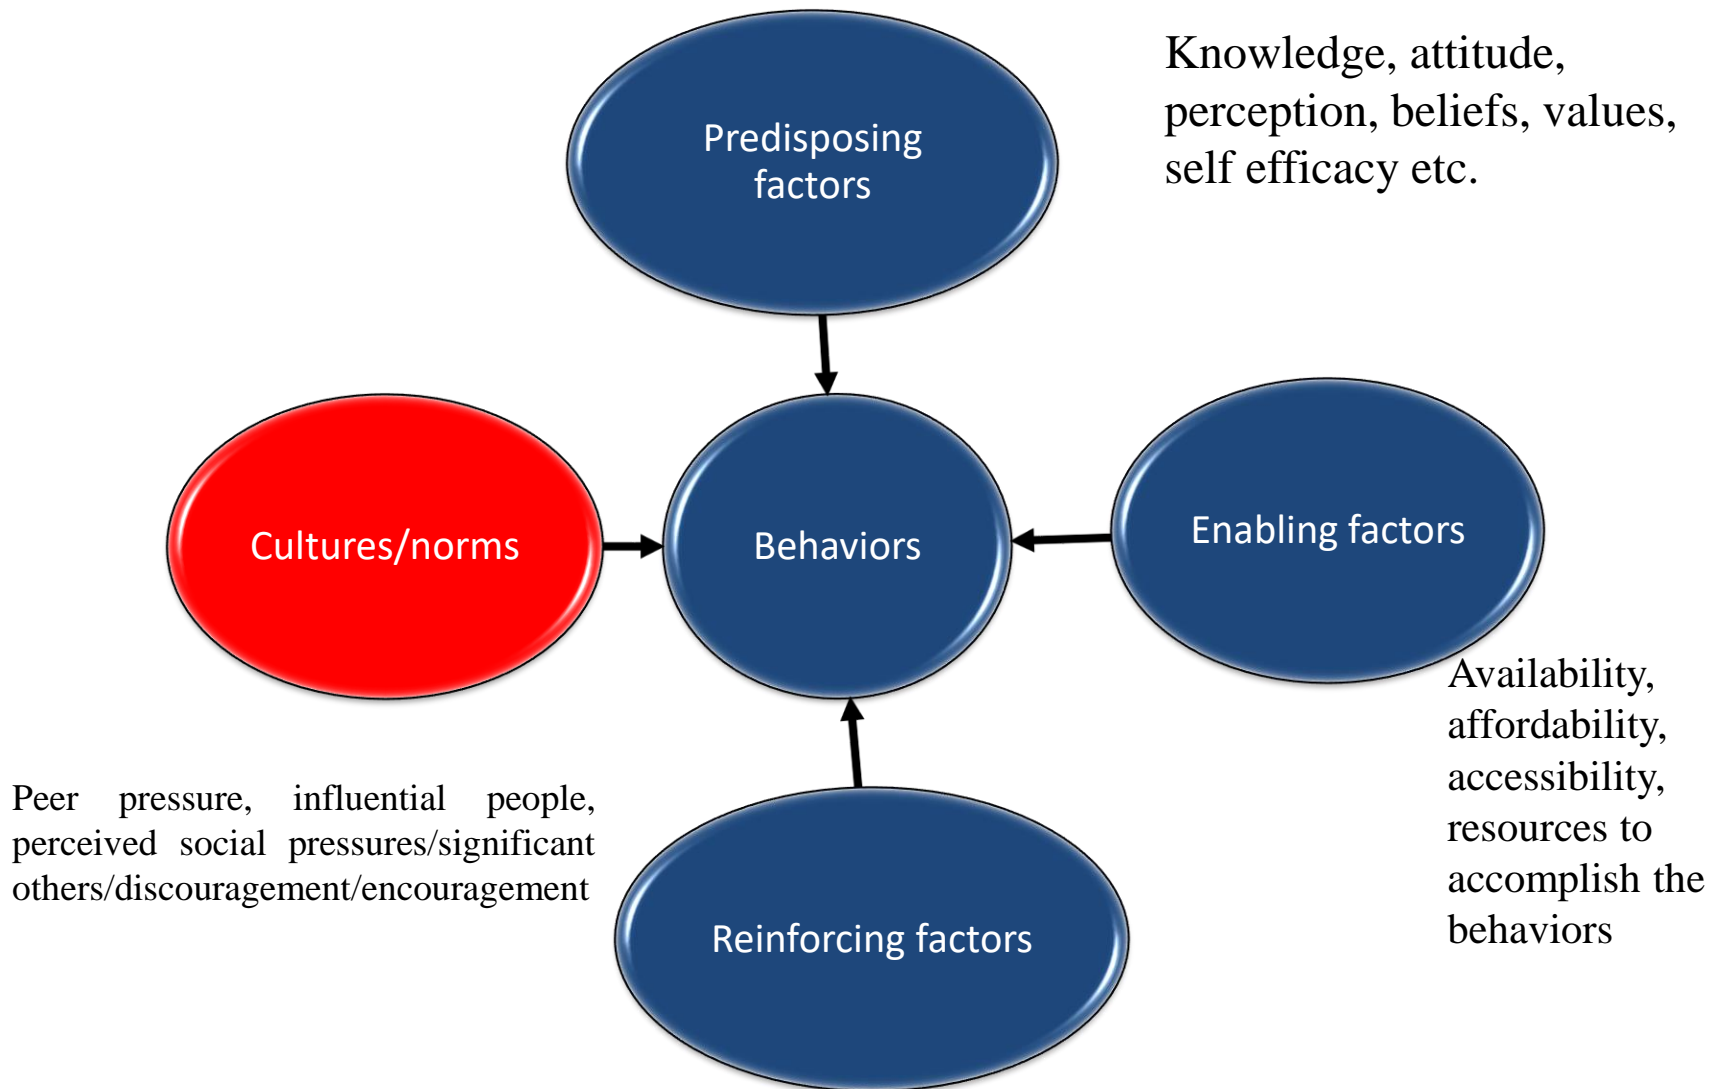 Predisposing
factors
Knowledge, attitude,
perception, beliefs, values,
self efficacy etc.
Cultures/norms
Behaviors
Enabling factors
Availability,
affordability,
accessibility,
resources to
accomplish the
behaviors
Peer pressure, influential people,
perceived social pressures/significant
others/discouragement/encouragement
Reinforcing factors